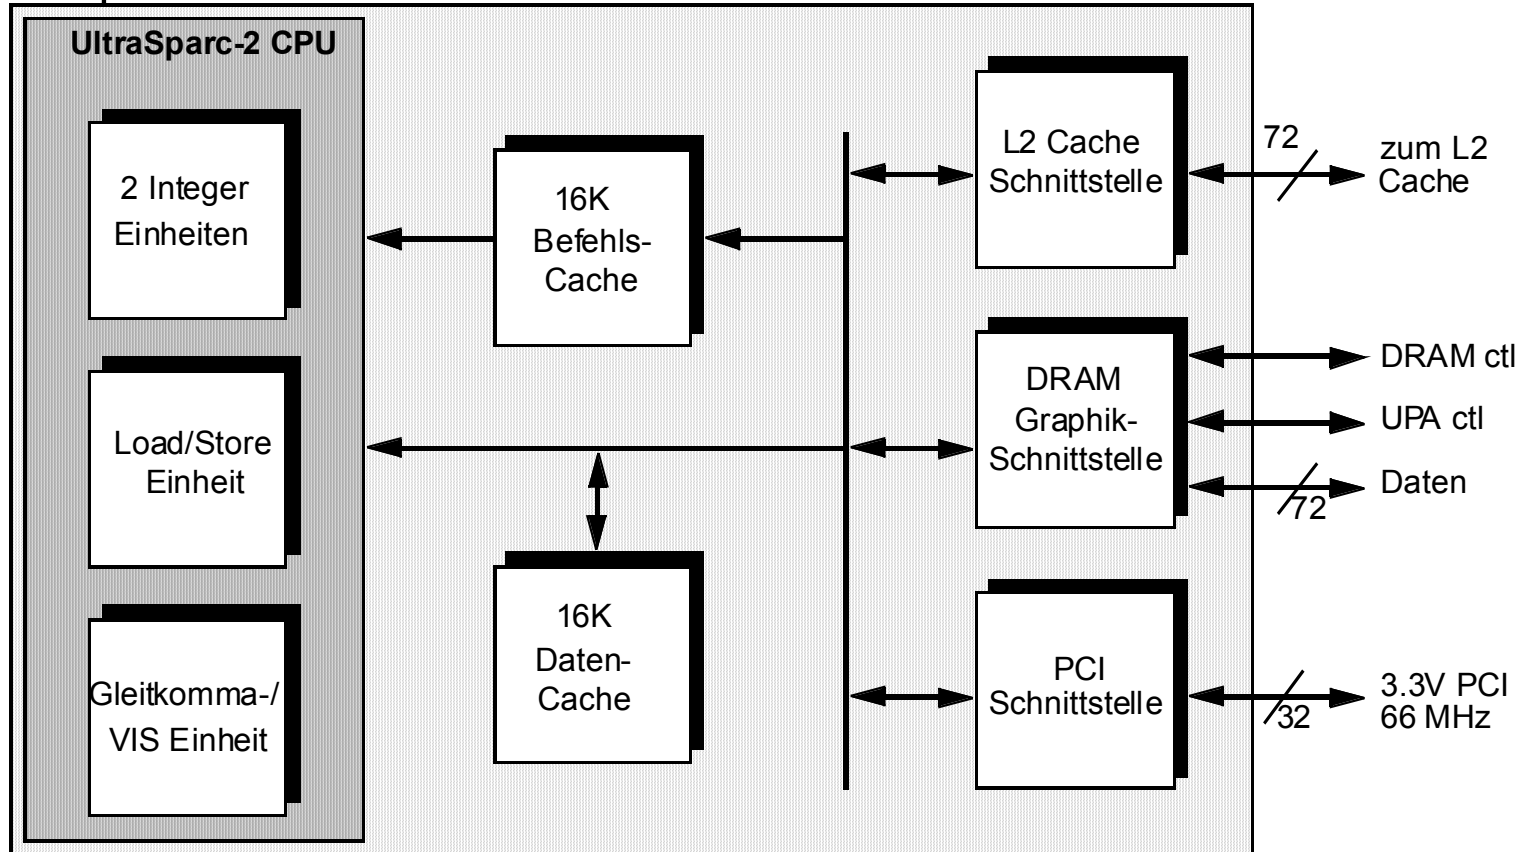 UltraSparc-2 CPU
2 Integer
Einheiten
Load/Store
Einheit
Gleitkomma-/
VIS Einheit
16K
Befehls-
Cache
16K
Daten-
Cache
L2 Cache
Schnittstelle
DRAM
Graphik-
Schnittstelle
PCI
Schnittstelle
72
zum L2
Cache
DRAM ctl
UPA ctl
Daten
72
3.3V PCI
66 MHz
32